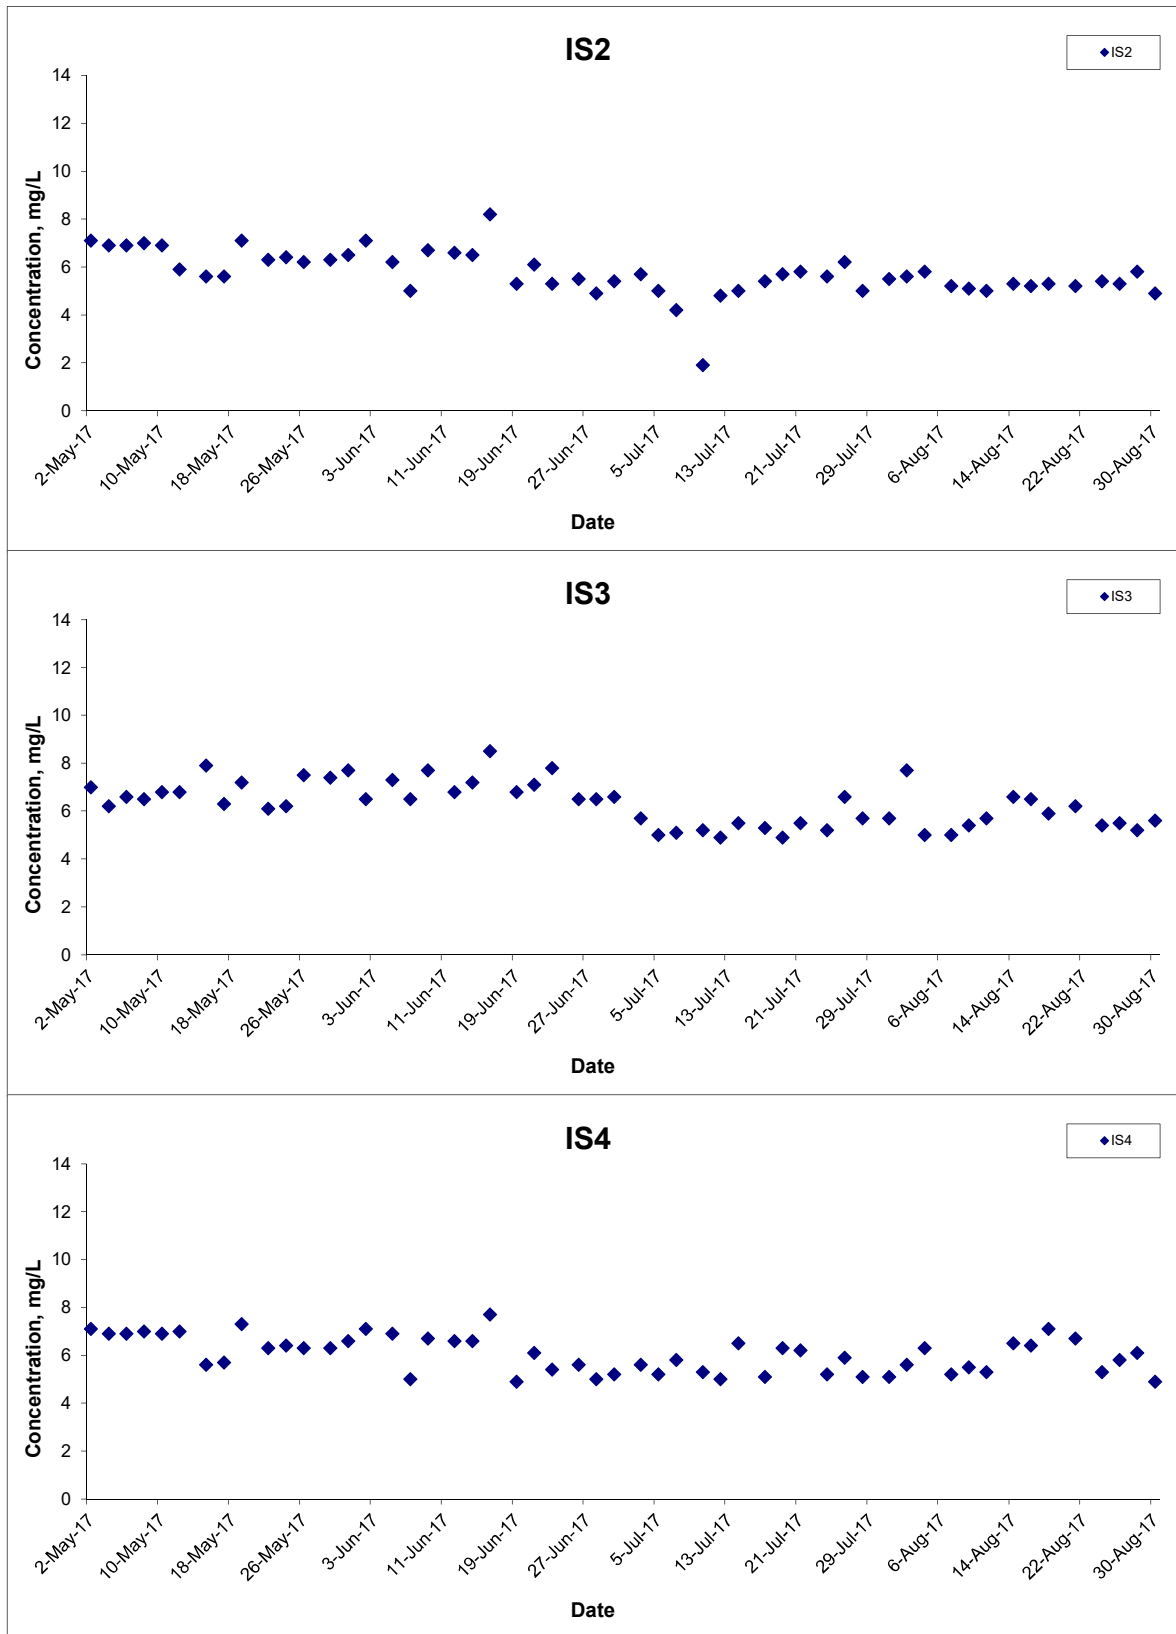 IS2
IS2
14
12
10
8
6
4
2
0
Concentration, mg/L
2-May-17
10-May-17
18-May-17
26-May-17
3-Jun-17
11-Jun-17
19-Jun-17
27-Jun-17
5-Jul-17
13-Jul-17
21-Jul-17
29-Jul-17
6-Aug-17
14-Aug-17
22-Aug-17
30-Aug-17
Date
IS3
IS3
14
12
10
8
6
4
2
0
Concentration, mg/L
2-May-17
10-May-17
18-May-17
26-May-17
3-Jun-17
11-Jun-17
19-Jun-17
27-Jun-17
5-Jul-17
13-Jul-17
21-Jul-17
29-Jul-17
6-Aug-17
14-Aug-17
22-Aug-17
30-Aug-17
Date
IS4
IS4
14
12
10
8
6
4
2
0
Concentration, mg/L
2-May-17
10-May-17
18-May-17
26-May-17
3-Jun-17
11-Jun-17
19-Jun-17
27-Jun-17
5-Jul-17
13-Jul-17
21-Jul-17
29-Jul-17
6-Aug-17
14-Aug-17
22-Aug-17
30-Aug-17
Date